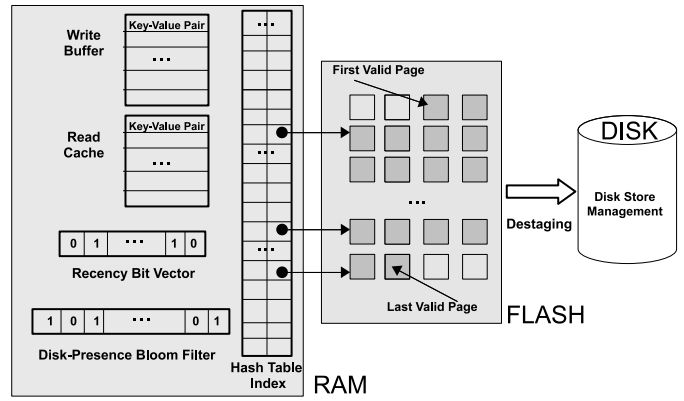 Write
Buffer
Key-Value Pair
...
Read
Cache
Key-Value Pair
...
0 1 ... 1 0
Recency Bit Vector
1 0 1 ... 0 1
Disk-Presence Bloom Filter
...
...
...
Hash Table
Index
RAM
First Valid Page
...
Last Valid Page
FLASH
Destaging
DISK
Disk Store
Management